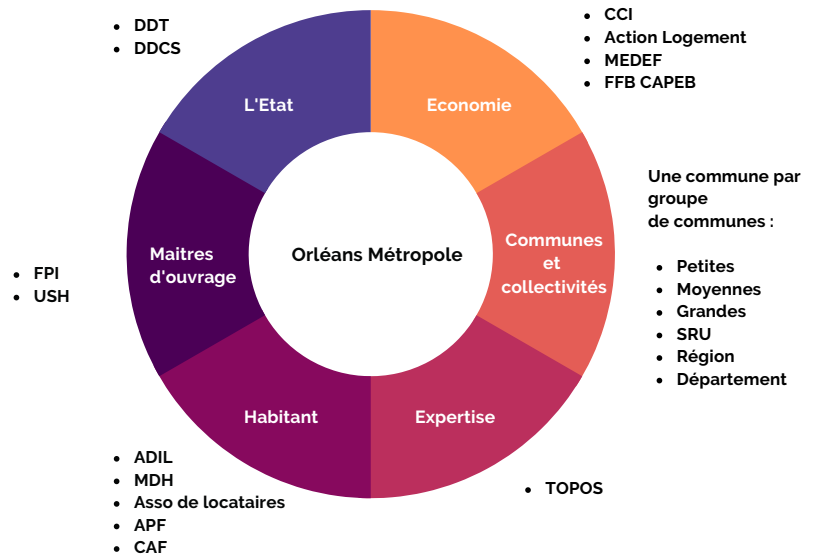 DDT
DDCS
L'Etat
CCI
Action Logement
MEDEF
FFB CAPEB
Economie
Une commune par
groupe
de communes :
Petites
Moyennes
Grandes
SRU
Région
Département
Communes
et
collectivités
Orléans Métropole
Maitres
d'ouvrage
FPI
USH
Habitant
ADIL
MDH
Asso de locataires
APF
CAF
Expertise
TOPOS